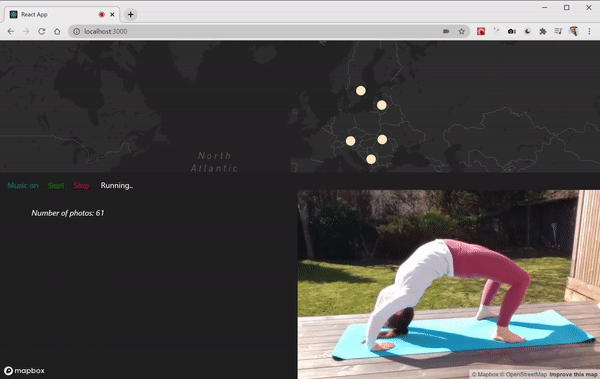 React App
localhost:3000
North
Atlantic
Music on Start Stop Running..
Number of photos: 61
mapbox
© Mapbox © OpenStreetMap Improve this map